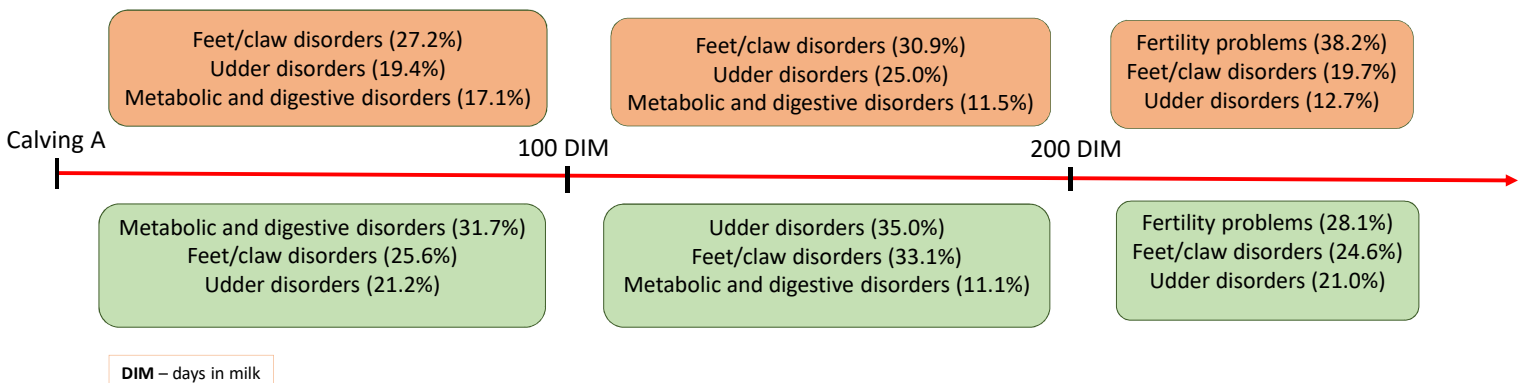 Feet/claw disorders (27.2%)
Udder disorders (19.4%)
Metabolic and digestive disorders (17.1%)
Feet/claw disorders (30.9%)
Udder disorders (25.0%)
Metabolic and digestive disorders (11.5%)
Fertility problems (38.2%)
Feet/claw disorders (19.7%)
Udder disorders (12.7%)
Calving A
100 DIM
200 DIM
Metabolic and digestive disorders (31.7%)
Feet/claw disorders (25.6%)
Udder disorders (21.2%)
Udder disorders (35.0%)
Feet/claw disorders (33.1%)
Metabolic and digestive disorders (11.1%)
Fertility problems (28.1%)
Feet/claw disorders (24.6%)
Udder disorders (21.0%)
DIM – days in milk